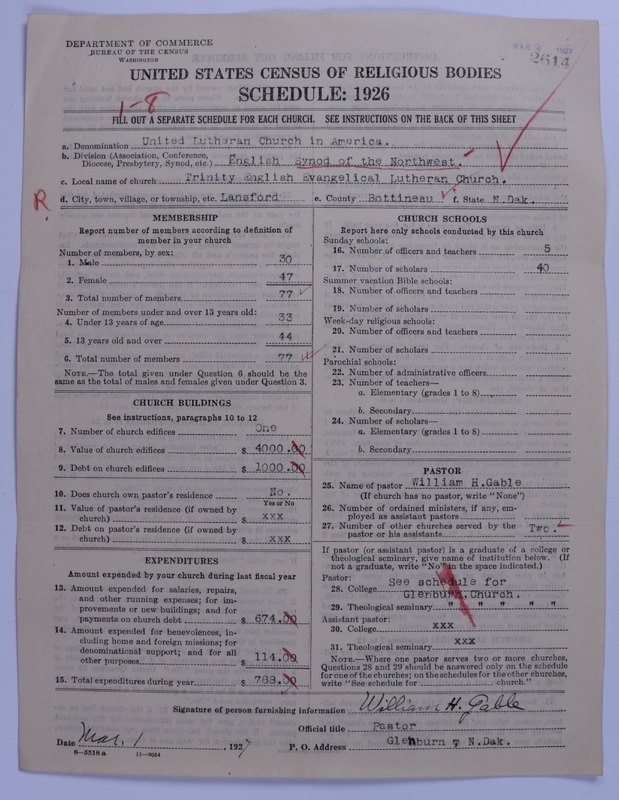 DEPARTMENT OF COMMERCE
BUREAU OF THE CENSUS
WASHINGTON
MAR 5 1927
2614
UNITED STATES CENSUS OF RELIGIOUS BODIES
SCHEDULE: 1926
1-8
FILL OUT A SEPARATE SCHEDULE FOR EACH CHURCH. SEE INSTRUCTIONS ON THE BACK OF THIS SHEET
a. Denomination United Lutheran Church in America.
b. Division (Association, Conference, Diocese, Presbytery, Synod, etc.) English Synod of the Northwest.
c. Local name of church Trinity English Evangelical Lutheran Church.
R.
d. City, town, village, or township, etc. Lansford e. County Bottineau f. State N.Dak.
MEMBERSHIP
Report number of members according to definition of
member in your church
Number of members, by sex:
1. Male 30
2. Female 47
3. Total number of members 77
Number of members under and over 13 years old:
4. Under 13 years of age 33
5. 13 years old and over 44
6. Total number of members 77
NOTE.—The total given under Question 6 should be the
same as the total of males and females given under Question 3.
CHURCH BUILDINGS
See instructions, paragraphs 10 to 12
7. Number of church edifices One
8. Value of church edifices $ 4000.00
9. Debt on church edifices $ 1000.00
10. Does church own pastor's residence No.
Yes or No
11. Value of pastor's residence (if owned by
church) $ xxx
12. Debt on pastor's residence (if owned by
church) $ xxx
EXPENDITURES
Amount expended by your church during last fiscal year
13. Amount expended for salaries, repairs,
and other running expenses; for im-
provements or new buildings; and for
payments on church debt $ 674.00
14. Amount expended for benevolences, in-
cluding home and foreign missions; for
denominational support; and for all
other purposes $ 114.00
15. Total expenditures during year $ 788.00
CHURCH SCHOOLS
Report here only schools conducted by this church
Sunday schools:
16. Number of officers and teachers 5
17. Number of scholars 40
Summer vacation Bible schools:
18. Number of officers and teachers
19. Number of scholars
Week-day religious schools:
20. Number of officers and teachers
21. Number of scholars
Parochial schools:
22. Number of administrative officers
23. Number of teachers—
a. Elementary (grades 1 to 8)
b. Secondary
24. Number of scholars—
a. Elementary (grades 1 to 8)
b. Secondary
PASTOR
25. Name of pastor William H.Gable
(If church has no pastor, write "None")
26. Number of ordained ministers, if any, em-
ployed as assistant pastors
27. Number of other churches served by the
pastor or his assistants Two.
If pastor (or assistant pastor) is a graduate of a college or
theological seminary, give name of institution below. (If
not a graduate, write "No" in the space indicated.)
Pastor: See schedule for
28. College Glenburn, Church.
29. Theological seminary " " " " "
Assistant pastor:
30. College xxx
31. Theological seminary xxx
NOTE.—Where one pastor serves two or more churches,
Questions 28 and 29 should be answered only on the schedule
for one of the churches; on the schedules for the other churches,
write "See schedule for ........ church."
Signature of person furnishing information William H. Gable
Official title Pastor
Date Mar. 1, 1927 P. O. Address Glenburn, N.Dak.
8-5318 a 11-9024